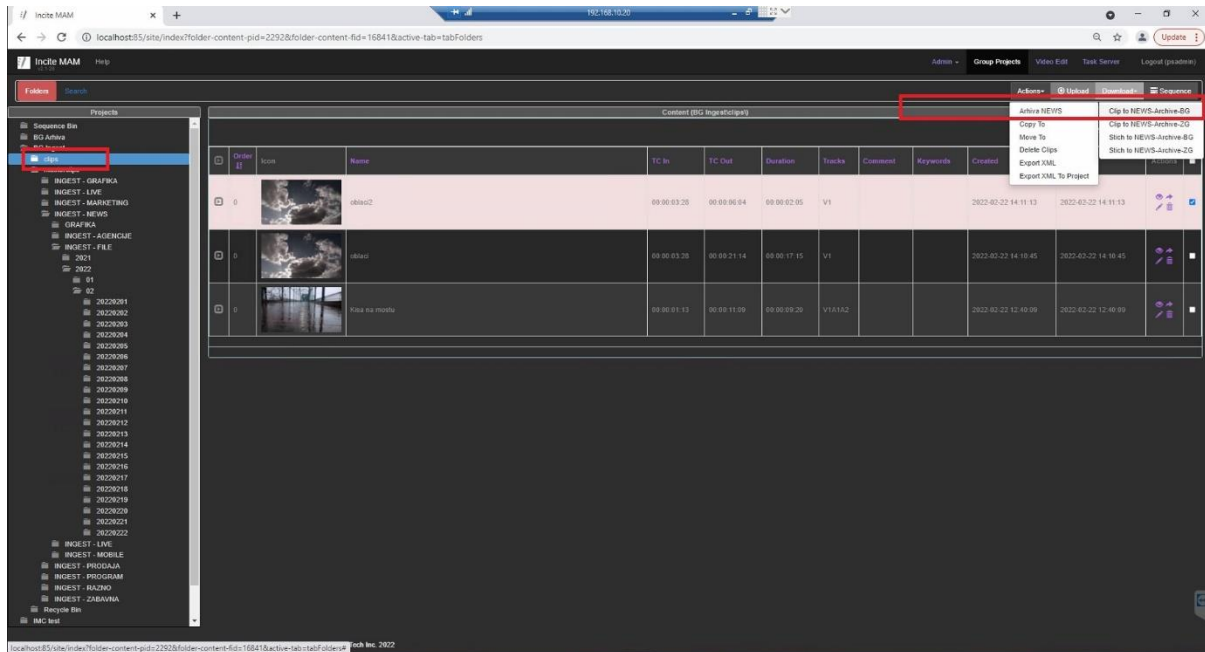 Incite MAM
192.168.10.20
localhost:85/site/index?folder-content-pid=2292&folder-content-fid=16841&active-tab=tabFolders
Update
Incite MAM Help Admin Group Projects Video Edit Task Server Logout (psadmin)
Folders Search Actions Upload Download Sequence
Projects
Content (BG Ingest\clips\)
Arhiva NEWS
Copy To
Move To
Delete Clips
Export XML
Export XML To Project
Clip to NEWS-Archive-BG
Clip to NEWS-Archive-ZG
Stich to NEWS-Archive-BG
Stich to NEWS-Archive-ZG
Sequence Bin
BG Arhiva
BG Ingest
clips
INGEST - GRAFIKA
INGEST - LIVE
INGEST - MARKETING
INGEST - NEWS
GRAFIKA
INGEST - AGENCIJE
INGEST - FILE
2021
2022
01
02
20220201
20220202
20220203
20220204
20220205
20220206
20220207
20220208
20220209
20220210
20220211
20220212
20220213
20220214
20220215
20220216
20220217
20220218
20220219
20220220
20220221
20220222
INGEST - LIVE
INGEST - MOBILE
INGEST - PRODAJA
INGEST - PROGRAM
INGEST - RAZNO
INGEST - ZABAVNA
Recycle Bin
IMC test
Order Icon Name TC In TC Out Duration Tracks Comment Keywords Created Actions
0 oblaci2 00:00:03:20 00:00:06:04 00:00:02:05 V1 2022-02-22 14:11:13 2022-02-22 14:11:13
0 oblaci 00:00:03:20 00:00:21:14 00:00:17:15 V1 2022-02-22 14:10:45 2022-02-22 14:10:45
0 Kisa na mostu 00:00:01:13 00:00:11:09 00:00:09:20 V1A1A2 2022-02-22 12:40:09 2022-02-22 12:40:09
localhost:85/site/index?folder-content-pid=2292&folder-content-fid=16841&active-tab=tabFolders# Tech Inc. 2022